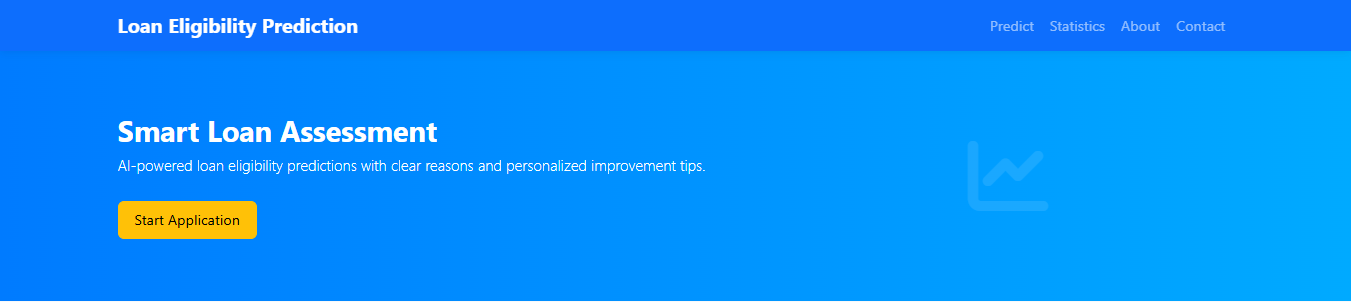 Loan Eligibility Prediction
Predict Statistics About Contact
Smart Loan Assessment
AI-powered loan eligibility predictions with clear reasons and personalized improvement tips.
Start Application